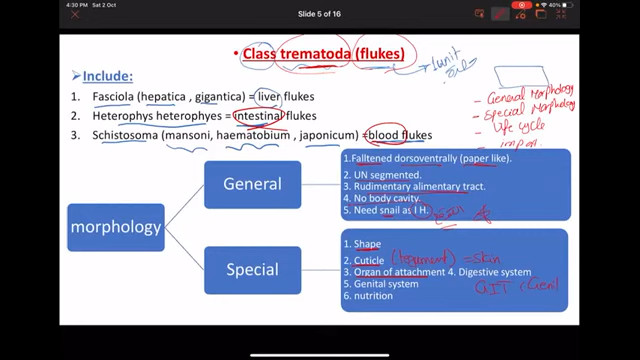 4:30 PM Sat 2 Oct
Slide 5 of 16
40%
• Class trematoda (flukes)
1 unit
➤Include:
1. Fasciola (hepatica , gigantica) = liver flukes
2. Heterophys heterophyes = intestinal flukes
3. Schistosoma (mansoni, haematobium , japonicum) =blood flukes
- General Morphology
- Special Morphology
- life cycle
morphology
General
1.Falltened dorsoventrally (paper like).
2. UN segmented.
3. Rudimentary alimentary tract.
4. No body cavity.
5. Need snail as I H.
Special
1. Shape
2. Cuticle (tegument) = skin
3. Organ of attachment 4. Digestive system
5. Genital system GIT
6. nutrition